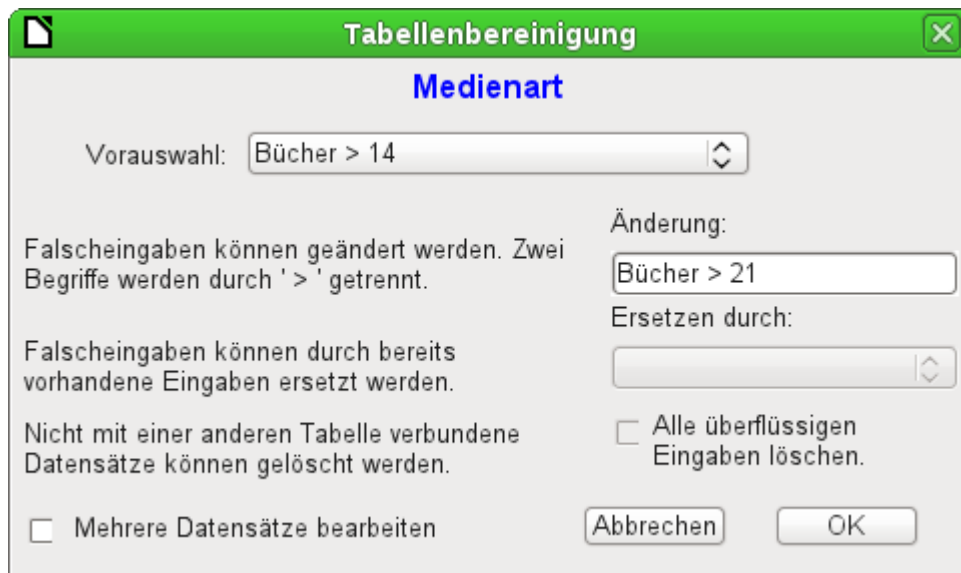 Tabellenbereinigung
Medienart
Vorauswahl:
Bücher > 14
Falscheingaben können geändert werden. Zwei
Begriffe werden durch ' > ' getrennt.
Änderung:
Bücher > 21
Falscheingaben können durch bereits
vorhandene Eingaben ersetzt werden.
Ersetzen durch:
Nicht mit einer anderen Tabelle verbundene
Datensätze können gelöscht werden.
Alle überflüssigen
Eingaben löschen.
Mehrere Datensätze bearbeiten
Abbrechen
OK